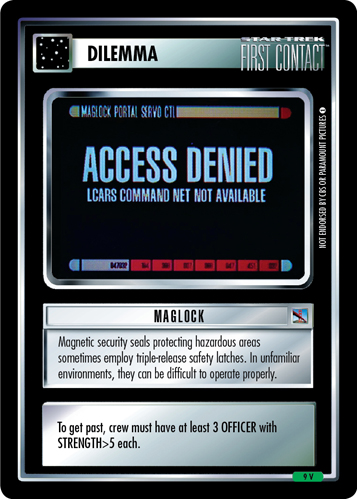 DILEMMA
STAR TREK
FIRST CONTACT
MAGLOCK PORTAL SERVO CTL
ACCESS DENIED
LCARS COMMAND NET NOT AVAILABLE
NOT ENDORSED BY CBS OR PARAMOUNT PICTURES
MAGLOCK
Magnetic security seals protecting hazardous areas
sometimes employ triple-release safety latches. In unfamiliar
environments, they can be difficult to operate properly.
To get past, crew must have at least 3 OFFICER with
STRENGTH>5 each.
9 V